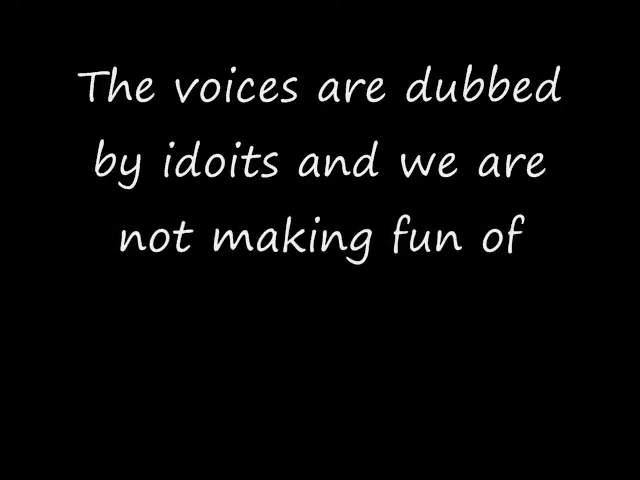 The voices are dubbed
by idoits and we are
not making fun of